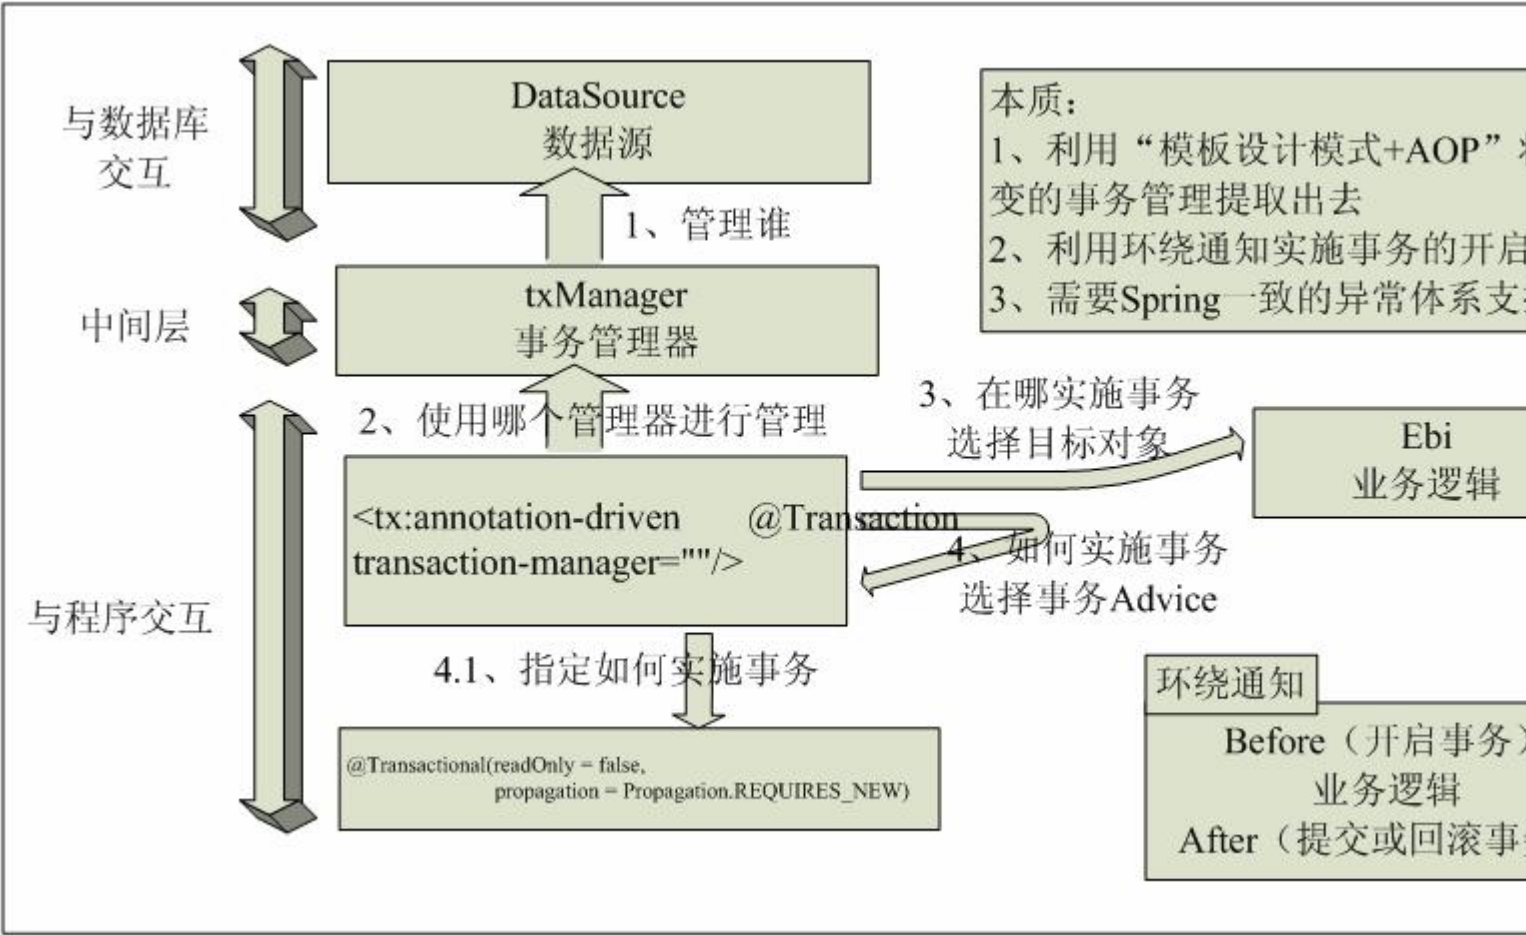 与数据库
交互
DataSource
数据源
1、管理谁
中间层
txManager
事务管理器
2、使用哪个管理器进行管理
与程序交互
<tx:annotation-driven @Transaction
transaction-manager=""/>
3、在哪实施事务
选择目标对象
Ebi
业务逻辑
4、如何实施事务
选择事务Advice
4.1、指定如何实施事务
@Transactional(readOnly = false,
propagation = Propagation.REQUIRES_NEW)
本质：
1、利用“模板设计模式+AOP”
变的事务管理提取出去
2、利用环绕通知实施事务的开启
3、需要Spring一致的异常体系支
环绕通知
Before（开启事务）
业务逻辑
After（提交或回滚事